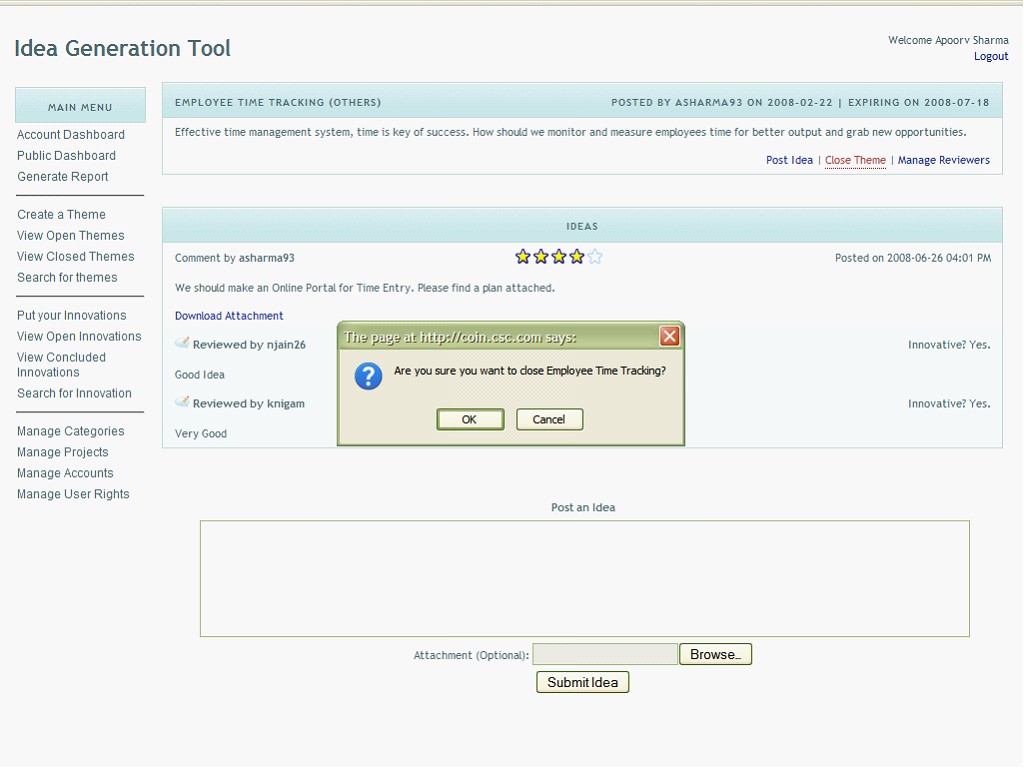 Idea Generation Tool
Welcome Apoorv Sharma
Logout
MAIN MENU
Account Dashboard
Public Dashboard
Generate Report
Create a Theme
View Open Themes
View Closed Themes
Search for themes
Put your Innovations
View Open Innovations
View Concluded
Innovations
Search for Innovation
Manage Categories
Manage Projects
Manage Accounts
Manage User Rights
EMPLOYEE TIME TRACKING (OTHERS) POSTED BY ASHARMA93 ON 2008-02-22 | EXPIRING ON 2008-07-18
Effective time management system, time is key of success. How should we monitor and measure employees time for better output and grab new opportunities.
Post Idea | Close Theme | Manage Reviewers
IDEAS
Comment by asharma93 Posted on 2008-06-26 04:01 PM
We should make an Online Portal for Time Entry. Please find a plan attached.
Download Attachment
Reviewed by njain26 Innovative? Yes.
Good Idea
Reviewed by knigam Innovative? Yes.
Very Good
The page at http://coin.csc.com says:
Are you sure you want to close Employee Time Tracking?
OK Cancel
Post an Idea
Attachment (Optional): Browse...
Submit Idea